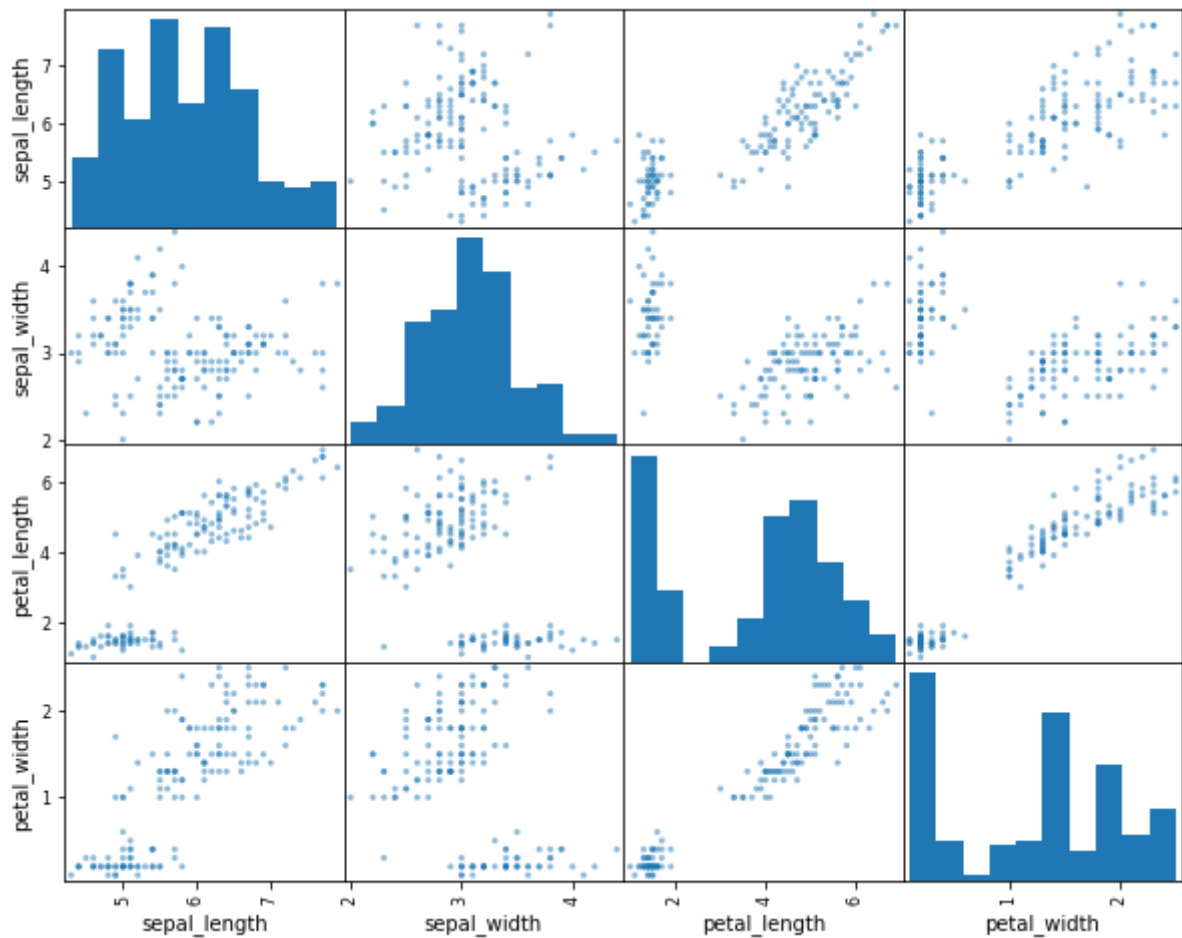 sepal_length
7
6
5
sepal_width
4
3
2
petal_length
6
4
2
petal_width
2
1
5 6 7 2 3 4 2 4 6 1 2
sepal_length sepal_width petal_length petal_width